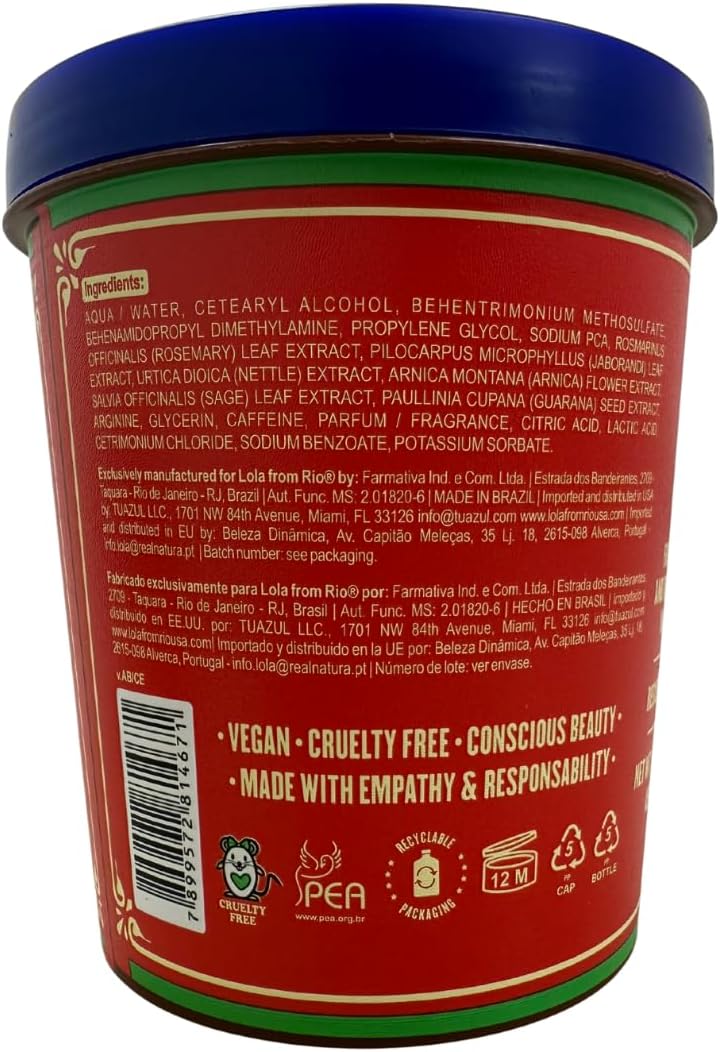 Ingredients:
AQUA / WATER, CETEARYL ALCOHOL, BEHENTRIMONIUM METHOSULFATE,
BEHENAMIDOPROPYL DIMETHYLAMINE, PROPYLENE GLYCOL, SODIUM PCA, ROSMARINUS
OFFICINALIS (ROSEMARY) LEAF EXTRACT, PILOCARPUS MICROPHYLLUS (JABORANDI) LEAF
EXTRACT, URTICA DIOICA (NETTLE) EXTRACT, ARNICA MONTANA (ARNICA) FLOWER EXTRACT,
SALVIA OFFICINALIS (SAGE) LEAF EXTRACT, PAULLINIA CUPANA (GUARANA) SEED EXTRACT,
ARGININE, GLYCERIN, CAFFEINE, PARFUM / FRAGRANCE, CITRIC ACID, LACTIC ACID,
CETRIMONIUM CHLORIDE, SODIUM BENZOATE, POTASSIUM SORBATE.
Exclusively manufactured for Lola from Rio® by: Farmativa Ind. e Com. Ltda. | Estrada dos Bandeirantes, 2709-
Taquara - Rio de Janeiro - RJ, Brazil | Aut. Func. MS: 2.01820-6 | MADE IN BRAZIL | Imported and distributed in USA
by: TUAZUL LLC., 1701 NW 84th Avenue, Miami, FL 33126 info@tuazul.com www.lolafromriousa.com | Imported
and distributed in EU by: Beleza Dinâmica, Av. Capitão Meleças, 35 Lj. 18, 2615-098 Alverca, Portugal -
info.lola@realnatura.pt | Batch number: see packaging.
Fabricado exclusivamente para Lola from Rio® por: Farmativa Ind. e Com. Ltda. | Estrada dos Bandeirantes,
2709 - Taquara - Rio de Janeiro - RJ, Brasil | Aut. Func. MS: 2.01820-6 | HECHO EN BRASIL | Importado y
distribuido en EE.UU. por: TUAZUL LLC., 1701 NW 84th Avenue, Miami, FL 33126 info@tuazul.com
www.lolafromriousa.com| Importado y distribuido en la UE por: Beleza Dinâmica, Av. Capitão Meleças, 35 Lj. 18,
2615-098 Alverca, Portugal - info.lola@realnatura.pt | Número de lote: ver envase.
v.AB/CE
• VEGAN • CRUELTY FREE • CONSCIOUS BEAUTY •
• MADE WITH EMPATHY & RESPONSABILITY •
7 899572 814671
CRUELTY
FREE
PEA
www.pea.org.br
RECYCLABLE
PACKAGING
12 M
5
PP
CAP
5
PP
BOTTLE